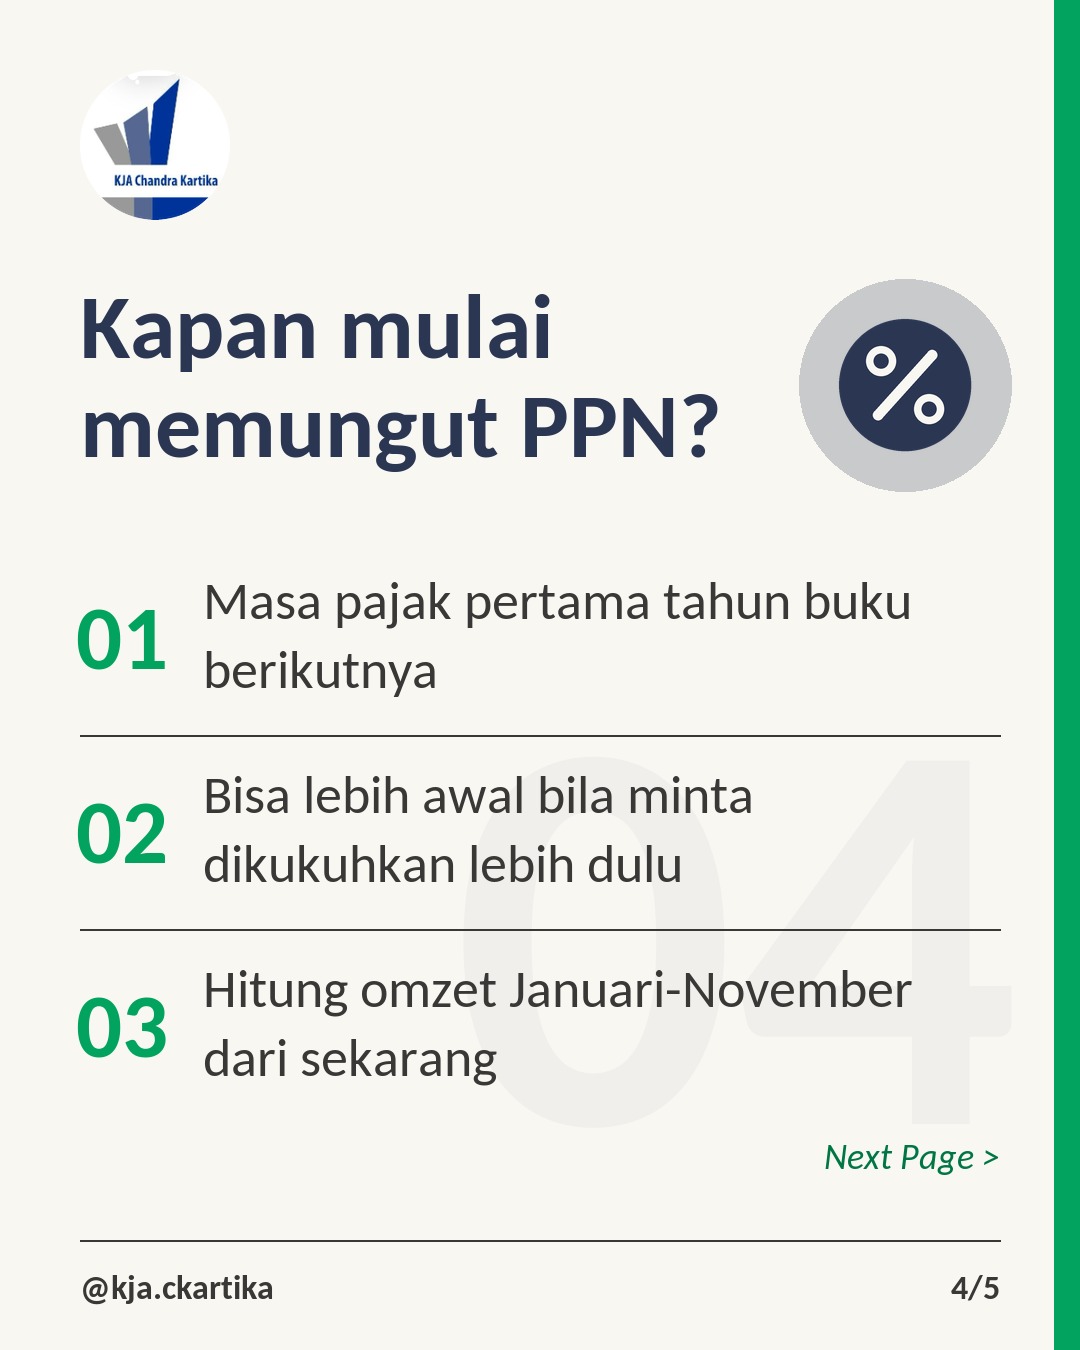 KJA Chandra Kartika
Kapan mulai
memungut PPN?
01
Masa pajak pertama tahun buku
berikutnya
02
Bisa lebih awal bila minta
dikukuhkan lebih dulu
03
Hitung omzet Januari-November
dari sekarang
04
Next Page >
@kja.ckartika
4/5